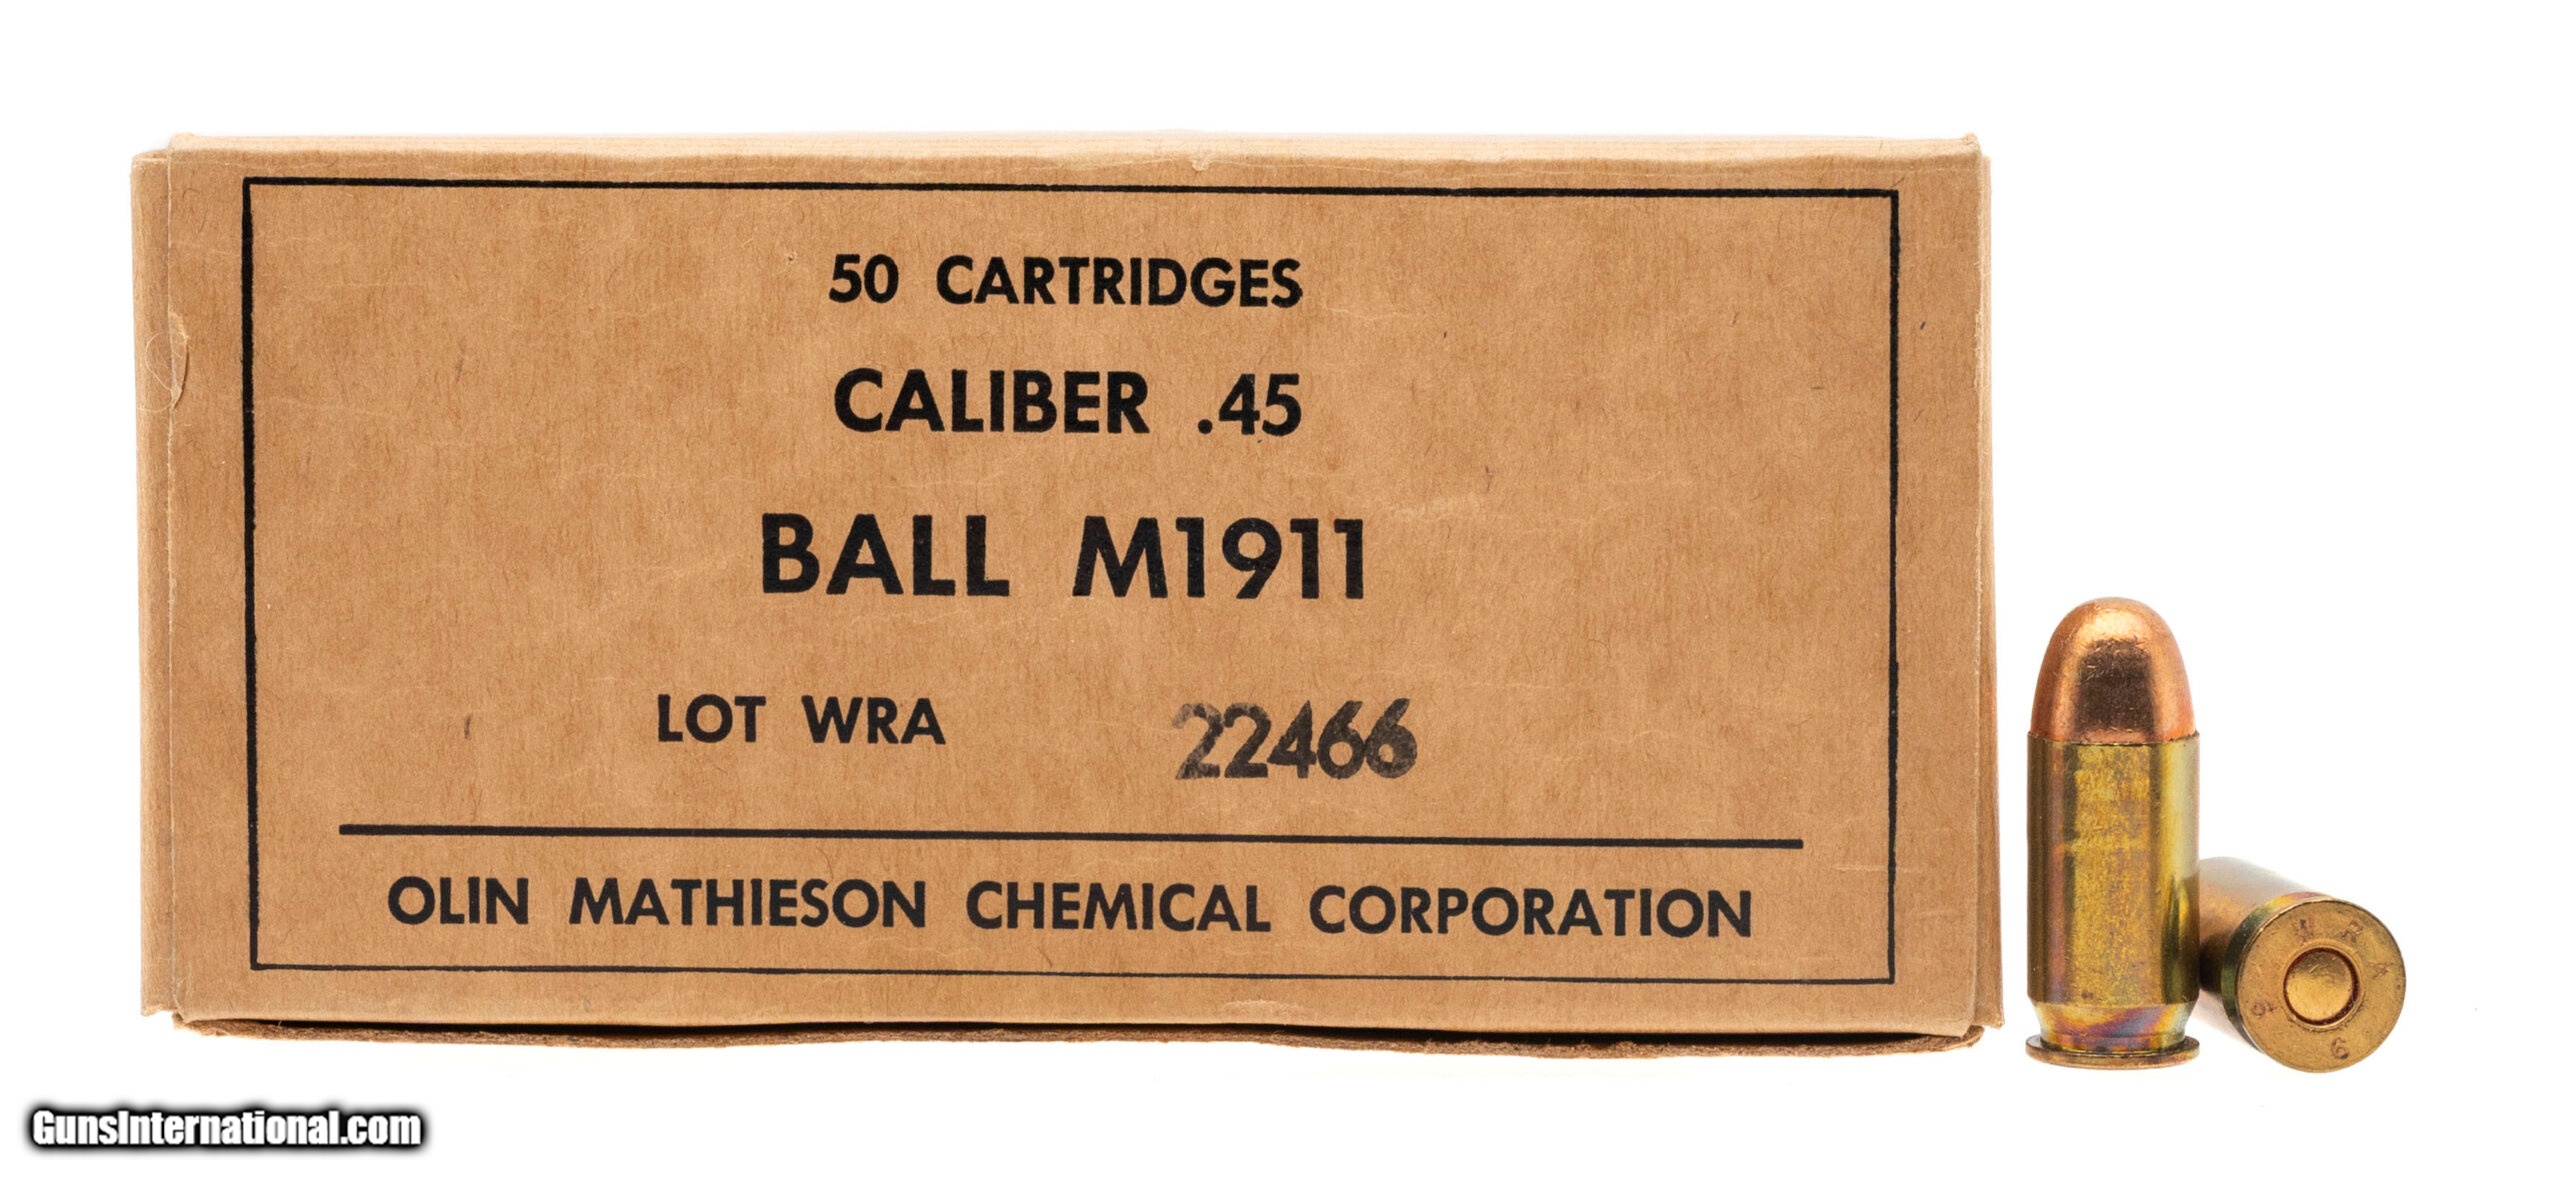 50 CARTRIDGES
CALIBER .45
BALL M1911
LOT WRA 22466
OLIN MATHIESON CHEMICAL CORPORATION
W R A
GunsInternational.com